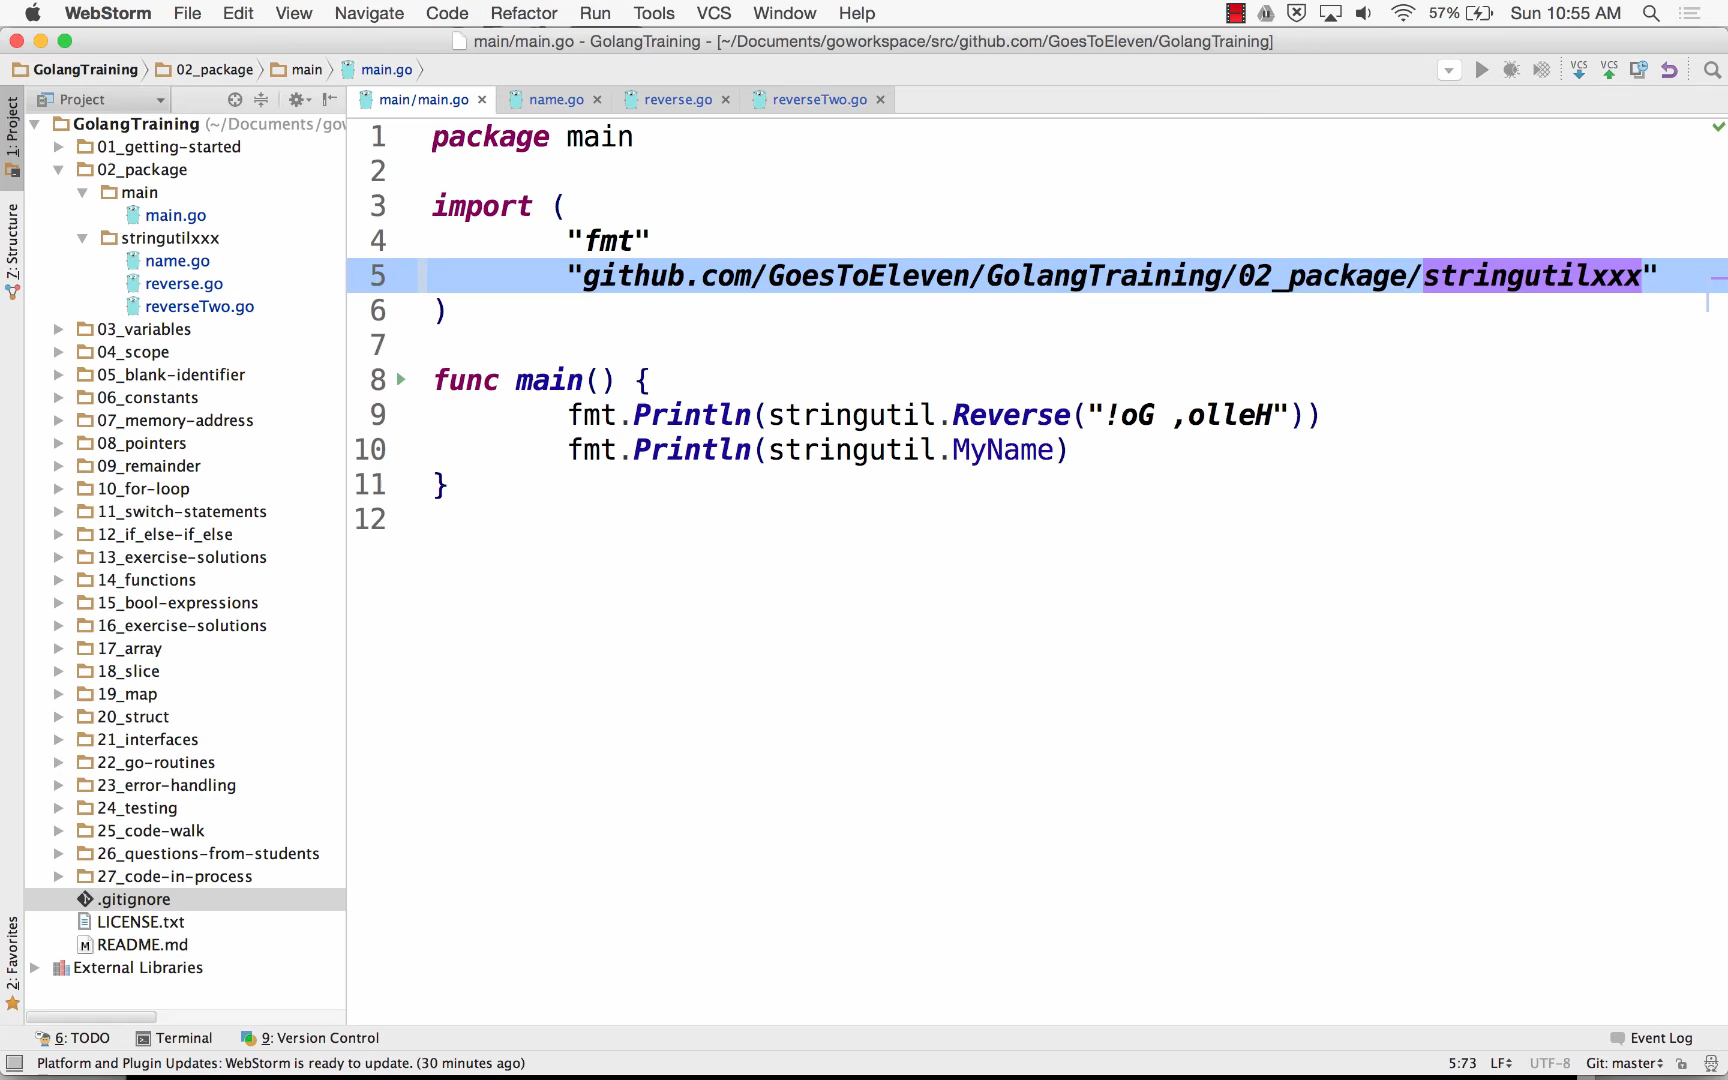 WebStorm File Edit View Navigate Code Refactor Run Tools VCS Window Help 57% Sun 10:55 AM
main/main.go - GolangTraining - [~/Documents/goworkspace/src/github.com/GoesToEleven/GolangTraining]
GolangTraining 02_package main main.go VCS VCS
Project main/main.go name.go reverse.go reverseTwo.go
1: Project
Z: Structure
2: Favorites
GolangTraining (~/Documents/gov
01_getting-started
02_package
main
main.go
stringutilxxx
name.go
reverse.go
reverseTwo.go
03_variables
04_scope
05_blank-identifier
06_constants
07_memory-address
08_pointers
09_remainder
10_for-loop
11_switch-statements
12_if_else-if_else
13_exercise-solutions
14_functions
15_bool-expressions
16_exercise-solutions
17_array
18_slice
19_map
20_struct
21_interfaces
22_go-routines
23_error-handling
24_testing
25_code-walk
26_questions-from-students
27_code-in-process
.gitignore
LICENSE.txt
README.md
External Libraries
1 package main
2
3 import (
4 "fmt"
5 "github.com/GoesToEleven/GolangTraining/02_package/stringutilxxx"
6 )
7
8 func main() {
9 fmt.Println(stringutil.Reverse("!oG ,olleH"))
10 fmt.Println(stringutil.MyName)
11 }
12
6: TODO Terminal 9: Version Control Event Log
Platform and Plugin Updates: WebStorm is ready to update. (30 minutes ago) 5:73 LF UTF-8 Git: master